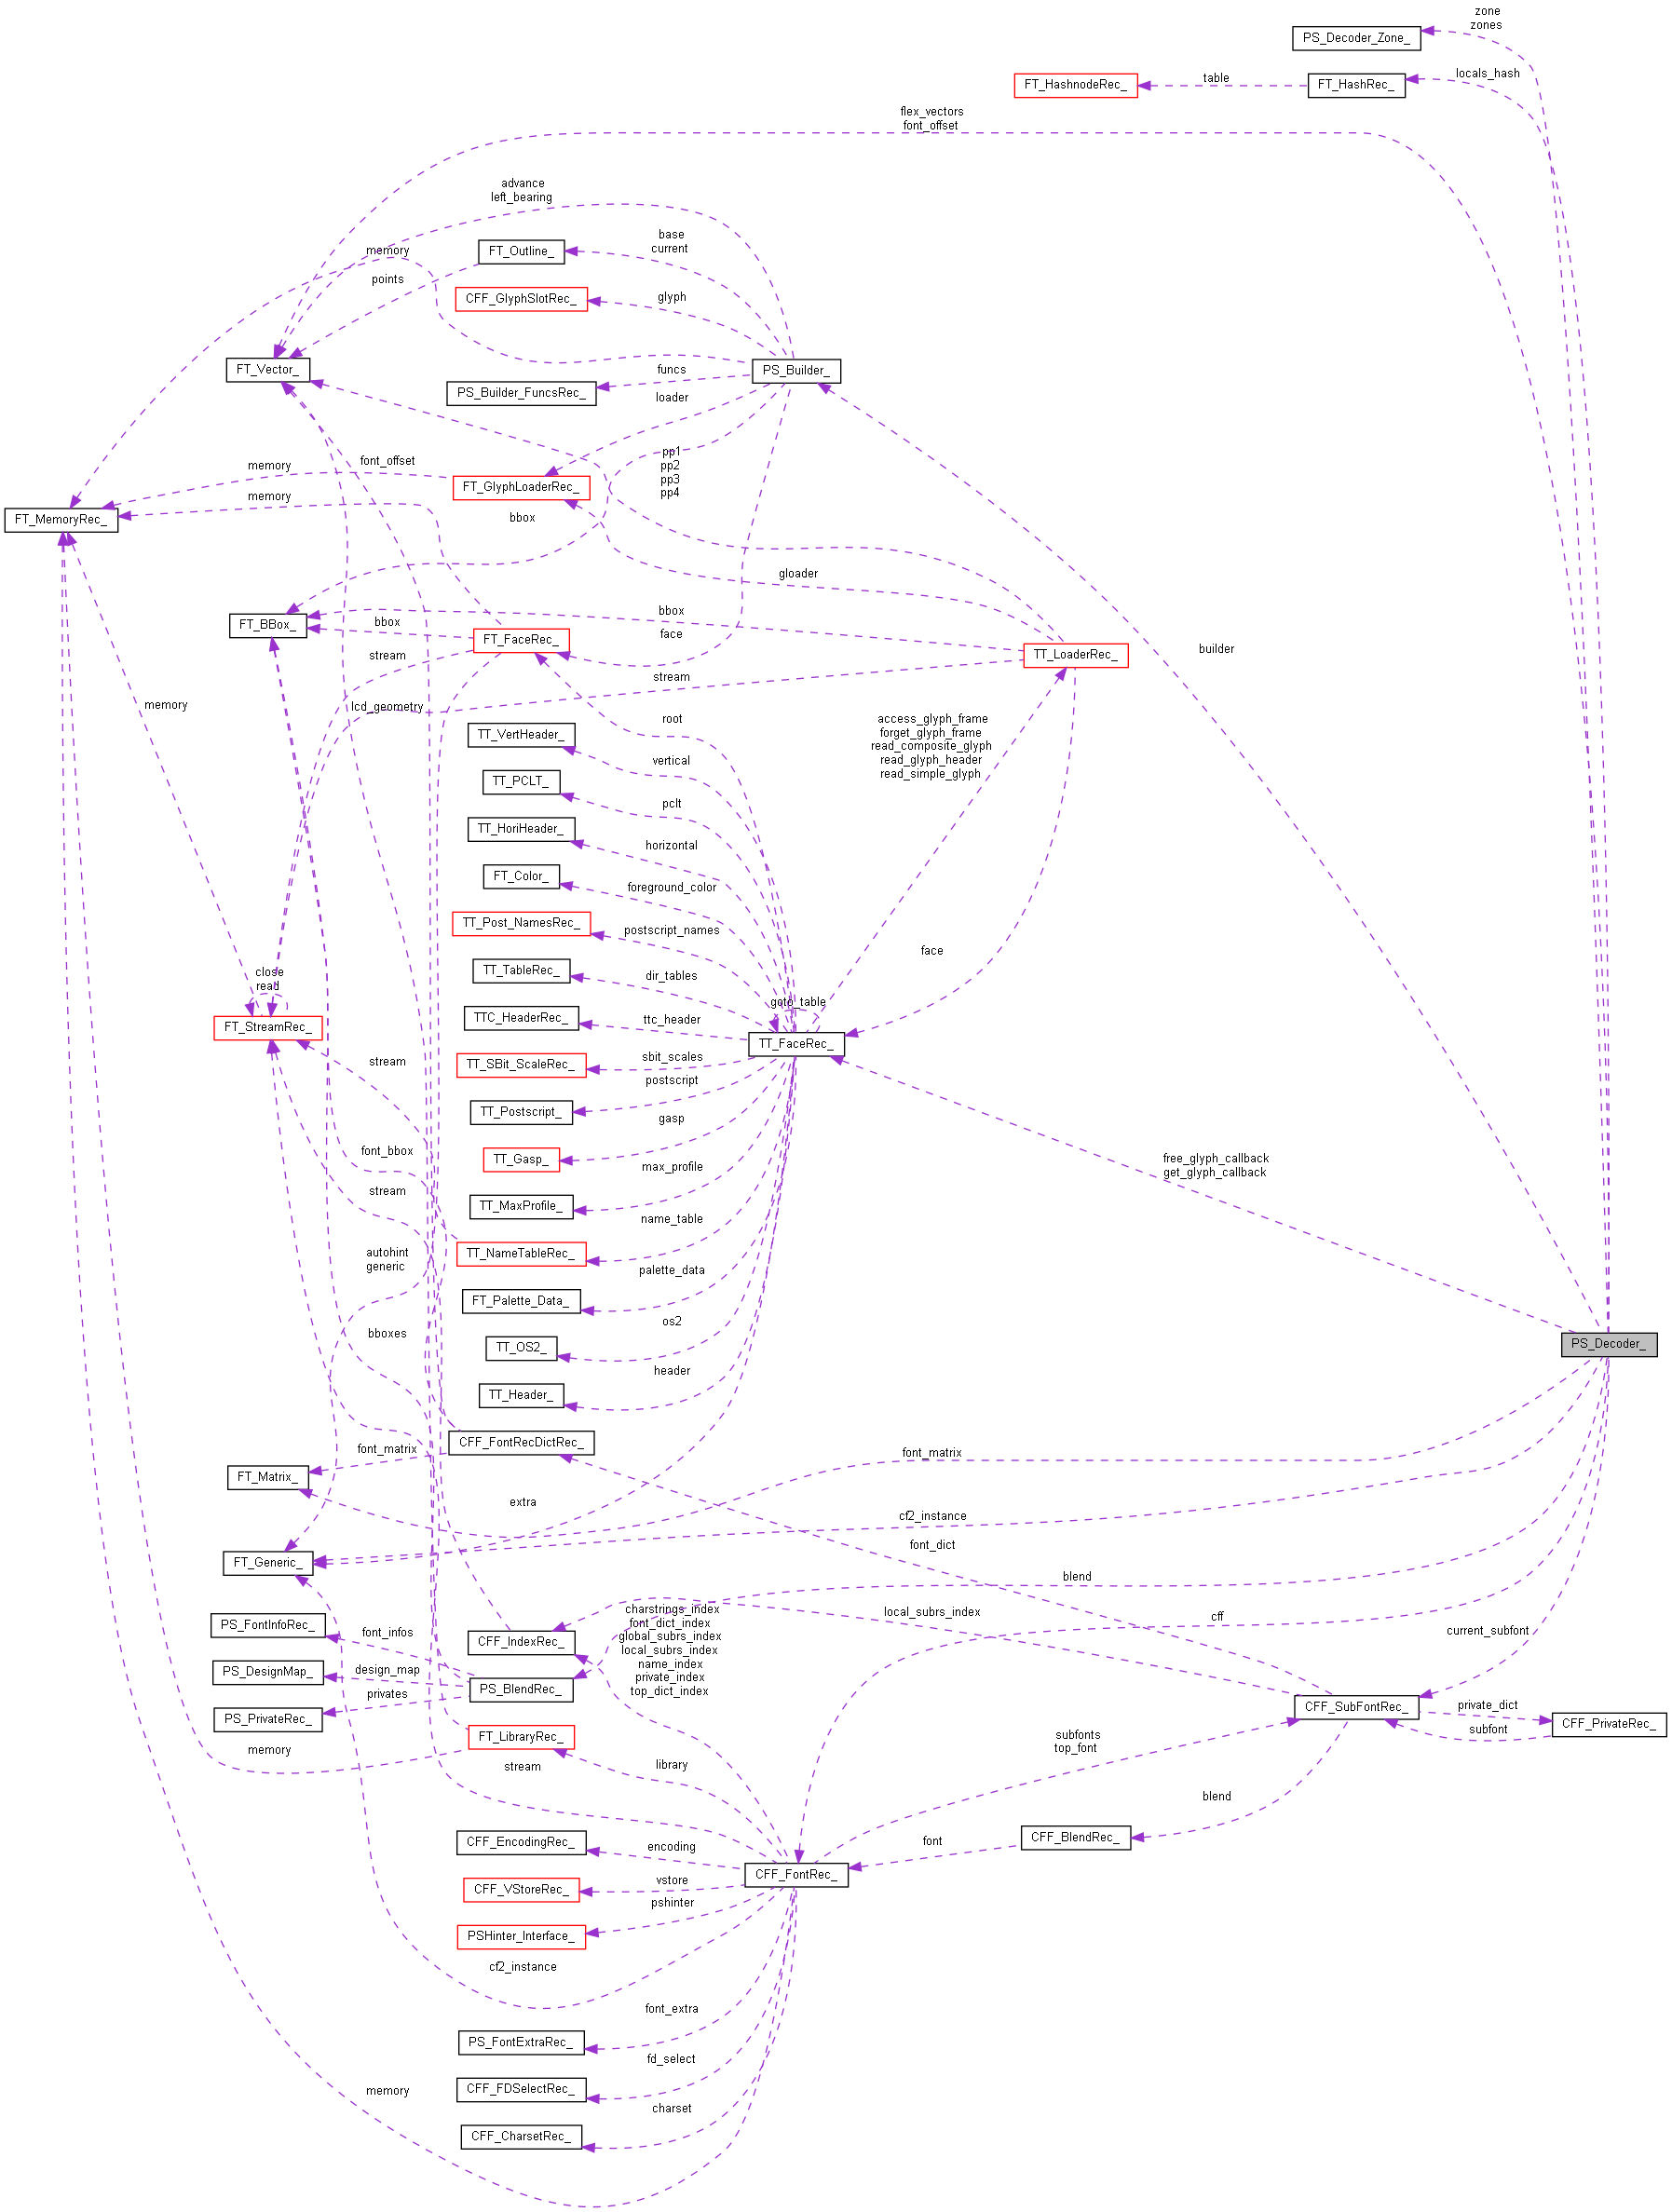 zone
zones
PS_Decoder_Zone_
locals_hash
FT_HashnodeRec_
table
FT_HashRec_
flex_vectors
font_offset
advance
left_bearing
memory
FT_Outline_
base
current
points
CFF_GlyphSlotRec_
glyph
FT_Vector_
PS_Builder_
funcs
PS_Builder_FuncsRec_
loader
pp1
pp2
pp3
pp4
font_offset
memory
FT_GlyphLoaderRec_
memory
FT_MemoryRec_
bbox
gloader
bbox
FT_BBox_
bbox
FT_FaceRec_
face
TT_LoaderRec_
builder
stream
stream
memory
lcd_geometry
root
access_glyph_frame
forget_glyph_frame
read_composite_glyph
read_glyph_header
read_simple_glyph
TT_VertHeader_
vertical
TT_PCLT_
pclt
TT_HoriHeader_
horizontal
FT_Color_
foreground_color
TT_Post_NamesRec_
postscript_names
face
TT_TableRec_
dir_tables
close
read
goto_table
TTC_HeaderRec_
ttc_header
FT_StreamRec_
TT_FaceRec_
stream
TT_SBit_ScaleRec_
sbit_scales
postscript
TT_Postscript_
gasp
font_bbox
TT_Gasp_
free_glyph_callback
get_glyph_callback
max_profile
stream
TT_MaxProfile_
name_table
autohint
generic
TT_NameTableRec_
palette_data
FT_Palette_Data_
os2
bboxes
TT_OS2_
PS_Decoder_
header
TT_Header_
CFF_FontRecDictRec_
font_matrix
font_matrix
FT_Matrix_
extra
cf2_instance
font_dict
FT_Generic_
blend
charstrings_index
font_dict_index
global_subrs_index
local_subrs_index
name_index
private_index
top_dict_index
local_subrs_index
cff
PS_FontInfoRec_
font_infos
CFF_IndexRec_
current_subfont
PS_DesignMap_
design_map
PS_BlendRec_
privates
PS_PrivateRec_
CFF_SubFontRec_
private_dict
CFF_PrivateRec_
subfont
FT_LibraryRec_
subfonts
top_font
memory
stream
library
blend
CFF_EncodingRec_
encoding
font
CFF_BlendRec_
CFF_FontRec_
CFF_VStoreRec_
vstore
pshinter
PSHinter_Interface_
cf2_instance
font_extra
PS_FontExtraRec_
fd_select
CFF_FDSelectRec_
memory
charset
CFF_CharsetRec_